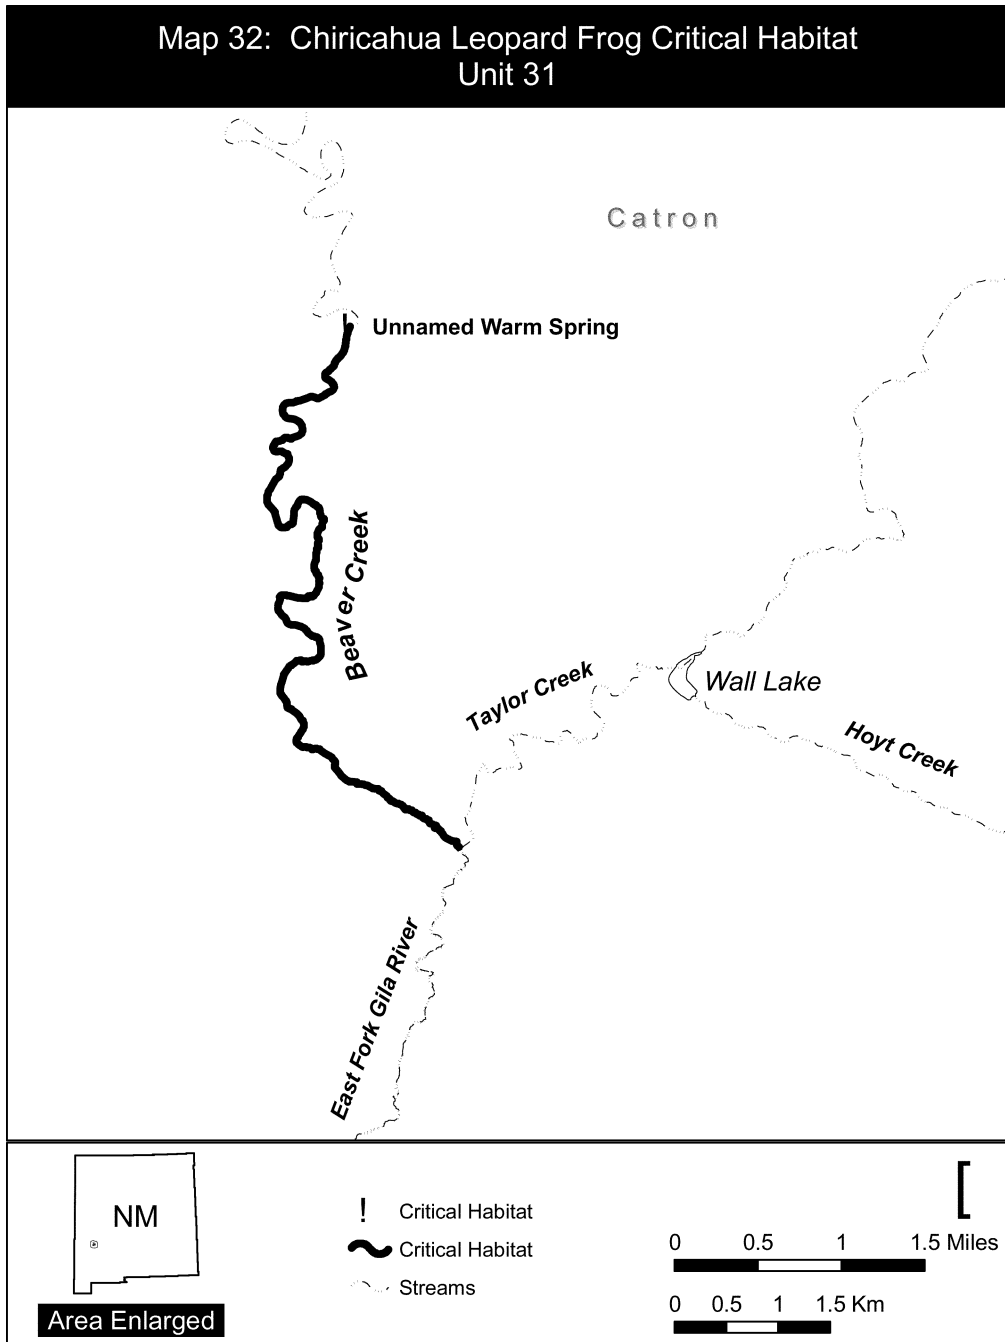 Map 32: Chiricahua Leopard Frog Critical Habitat
Unit 31
Catron
Unnamed Warm Spring
Beaver Creek
Taylor Creek
Wall Lake
Hoyt Creek
East Fork Gila River
NM
Area Enlarged
! Critical Habitat
Critical Habitat
Streams
[
0 0.5 1 1.5 Miles
0 0.5 1 1.5 Km